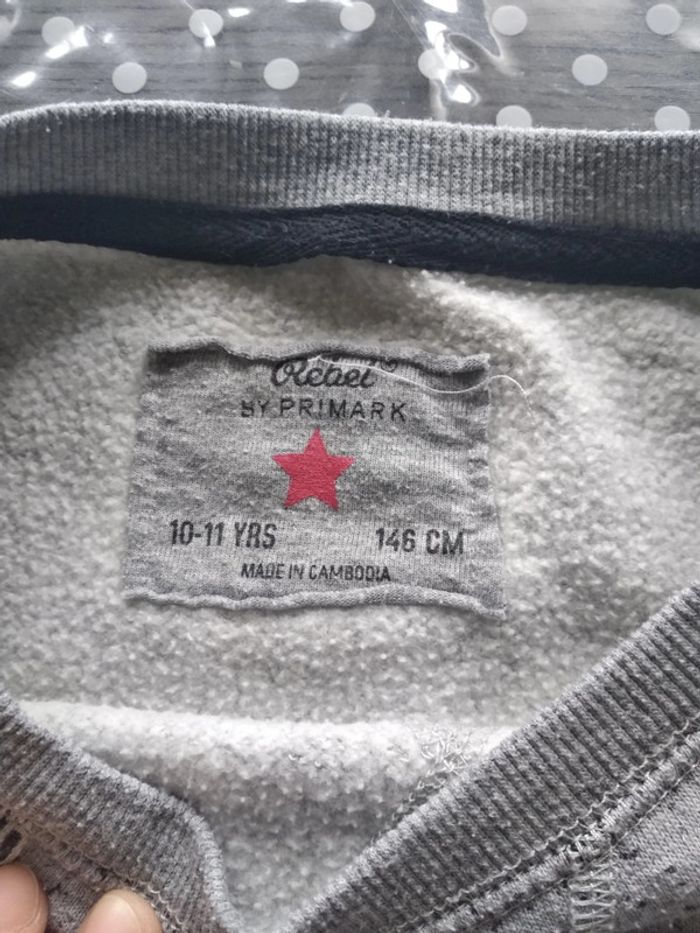 Rebel
BY PRIMARK
10-11 YRS 146 CM
MADE IN CAMBODIA